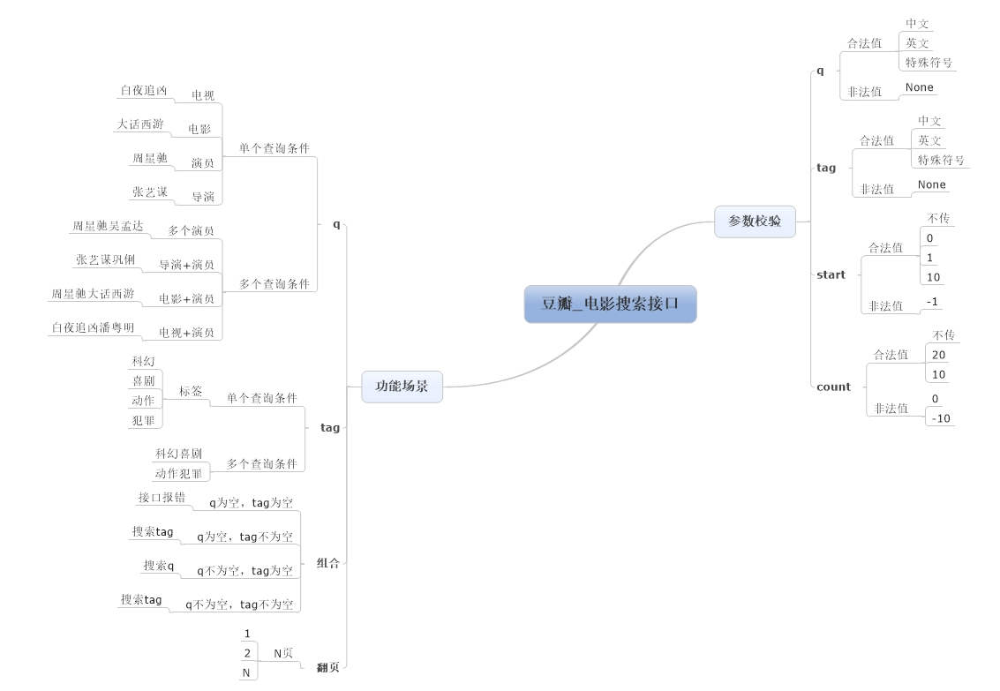 豆瓣_电影搜索接口
参数校验
q
合法值
中文
英文
特殊符号
非法值
None
tag
合法值
中文
英文
特殊符号
非法值
None
start
合法值
不传
0
1
10
非法值
-1
count
合法值
不传
20
10
非法值
0
-10
功能场景
q
单个查询条件
电视
白夜追凶
电影
大话西游
演员
周星驰
导演
张艺谋
多个查询条件
多个演员
周星驰吴孟达
导演+演员
张艺谋巩俐
电影+演员
周星驰大话西游
电视+演员
白夜追凶潘粤明
tag
单个查询条件
标签
科幻
喜剧
动作
犯罪
多个查询条件
科幻喜剧
动作犯罪
组合
q为空，tag为空
接口报错
q为空，tag不为空
搜索tag
q不为空，tag为空
搜索q
q不为空，tag不为空
搜索tag
翻页
N页
1
2
N